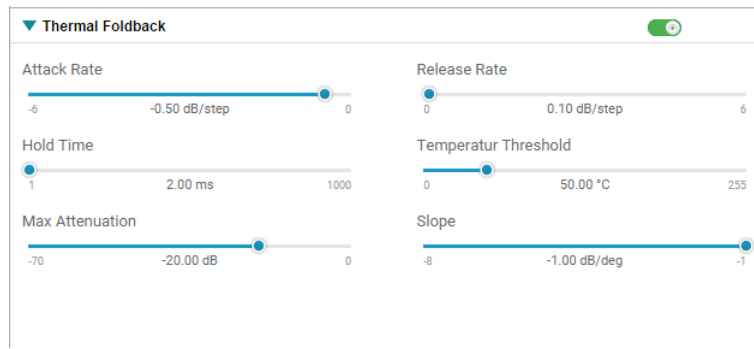 Thermal Foldback
Attack Rate
-6 -0.50 dB/step 0
Release Rate
0 0.10 dB/step 6
Hold Time
1 2.00 ms 1000
Temperatur Threshold
0 50.00 °C 255
Max Attenuation
-70 -20.00 dB 0
Slope
-8 -1.00 dB/deg -1